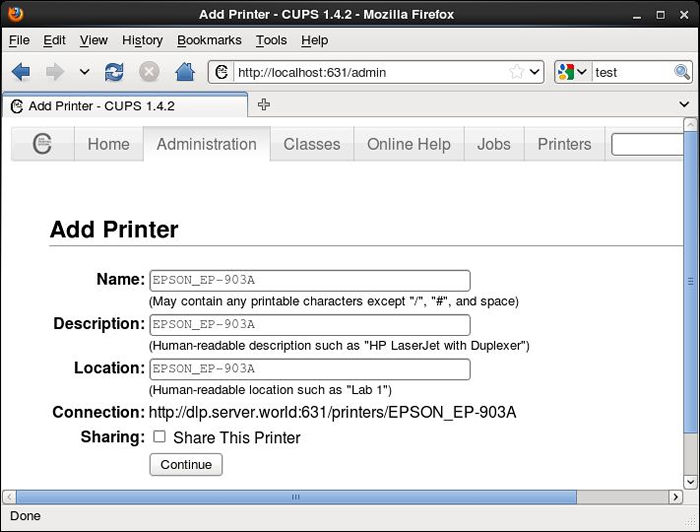 Add Printer - CUPS 1.4.2 - Mozilla Firefox
File Edit View History Bookmarks Tools Help
http://localhost:631/admin test
Add Printer - CUPS 1.4.2
Home Administration Classes Online Help Jobs Printers
Add Printer
Name: EPSON_EP-903A
(May contain any printable characters except "/", "#", and space)
Description: EPSON_EP-903A
(Human-readable description such as "HP LaserJet with Duplexer")
Location: EPSON_EP-903A
(Human-readable location such as "Lab 1")
Connection: http://dlp.server.world:631/printers/EPSON_EP-903A
Sharing: Share This Printer
Continue
Done